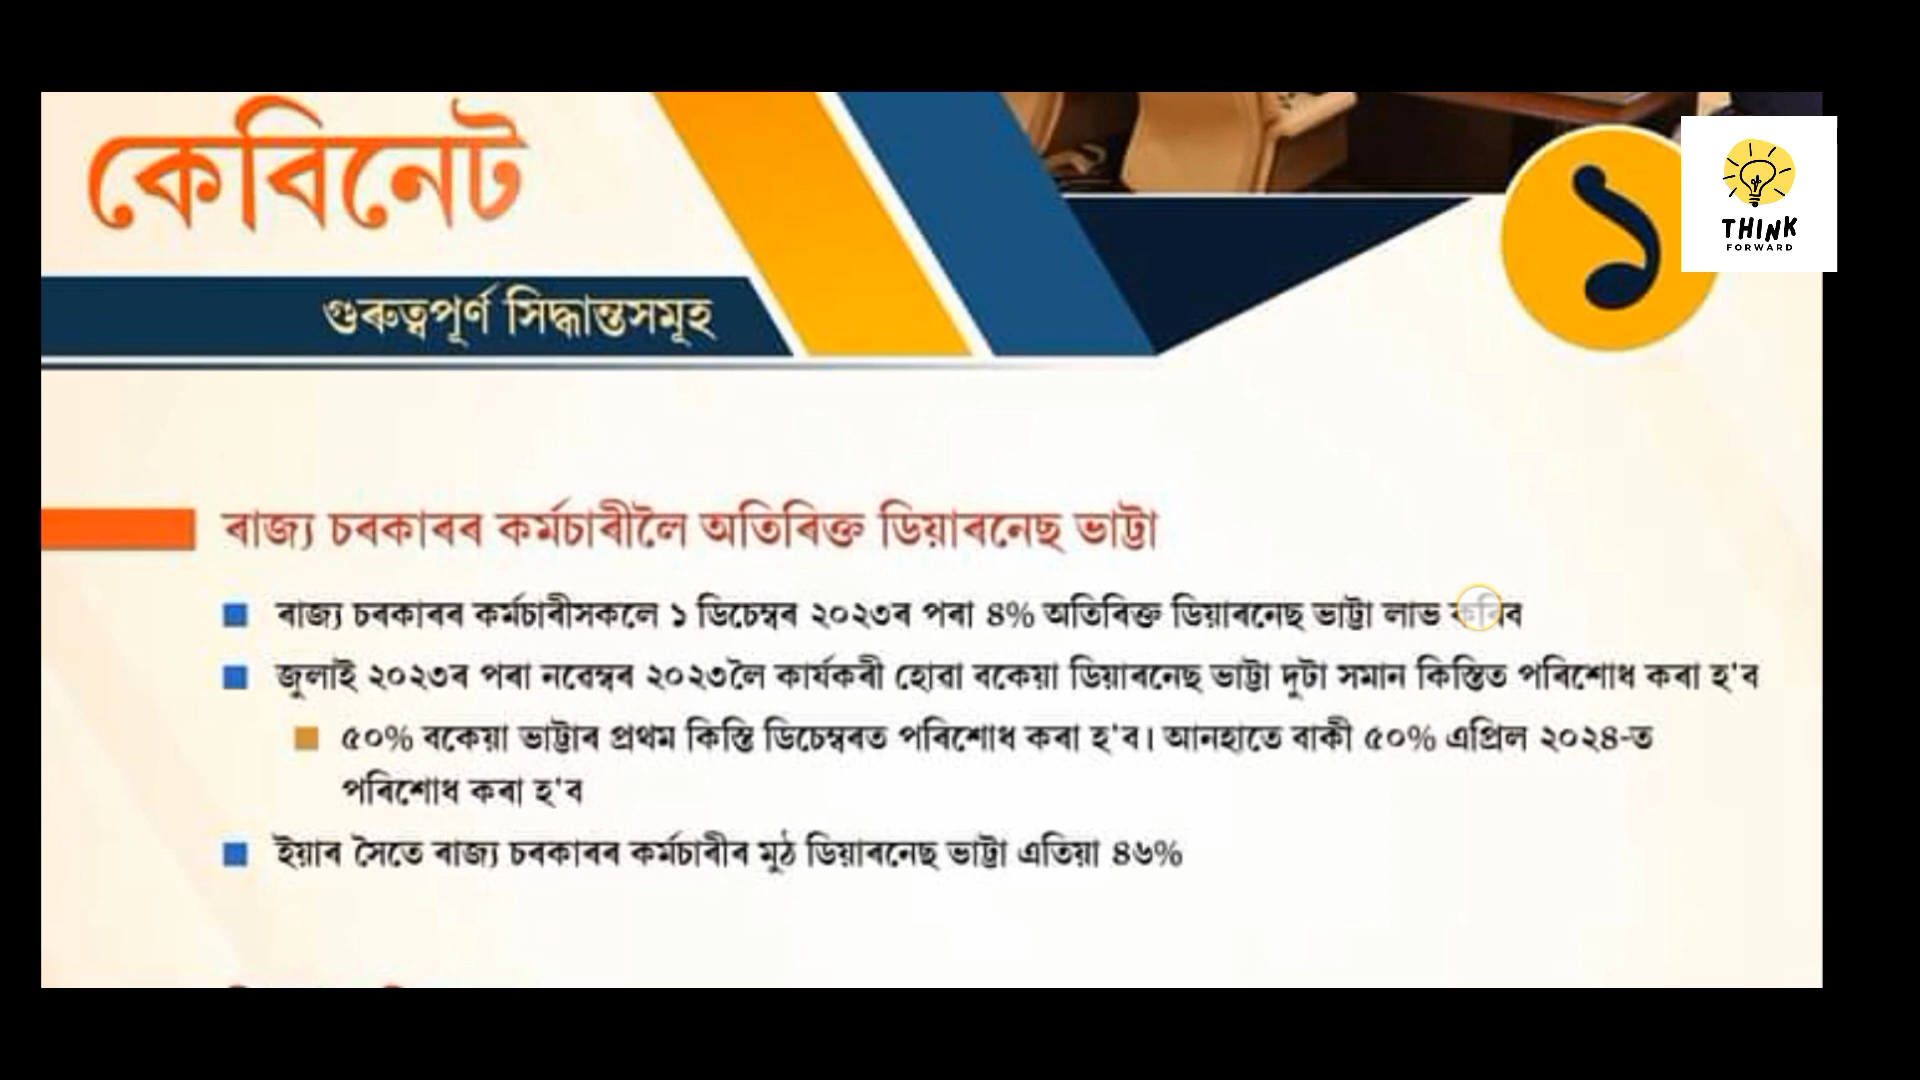 কেবিনেট
গুৰুত্বপূৰ্ণ সিদ্ধান্তসমূহ
১
THINK
FORWARD
ৰাজ্য চৰকাৰৰ কৰ্মচাৰীলৈ অতিৰিক্ত ডিয়াৰনেছ ভাট্টা
ৰাজ্য চৰকাৰৰ কৰ্মচাৰীসকলে ১ ডিচেম্বৰ ২০২৩ৰ পৰা ৪% অতিৰিক্ত ডিয়াৰনেছ ভাট্টা লাভ কৰিব
জুলাই ২০২৩ৰ পৰা নৱেম্বৰ ২০২৩লৈ কাৰ্যকৰী হোৱা বকেয়া ডিয়াৰনেছ ভাট্টা দুটা সমান কিস্তিত পৰিশোধ কৰা হ'ব
৫০% বকেয়া ভাট্টাৰ প্ৰথম কিস্তি ডিচেম্বৰত পৰিশোধ কৰা হ'ব। আনহাতে বাকী ৫০% এপ্ৰিল ২০২৪-ত
পৰিশোধ কৰা হ'ব
ইয়াৰ সৈতে ৰাজ্য চৰকাৰৰ কৰ্মচাৰীৰ মুঠ ডিয়াৰনেছ ভাট্টা এতিয়া ৪৬%